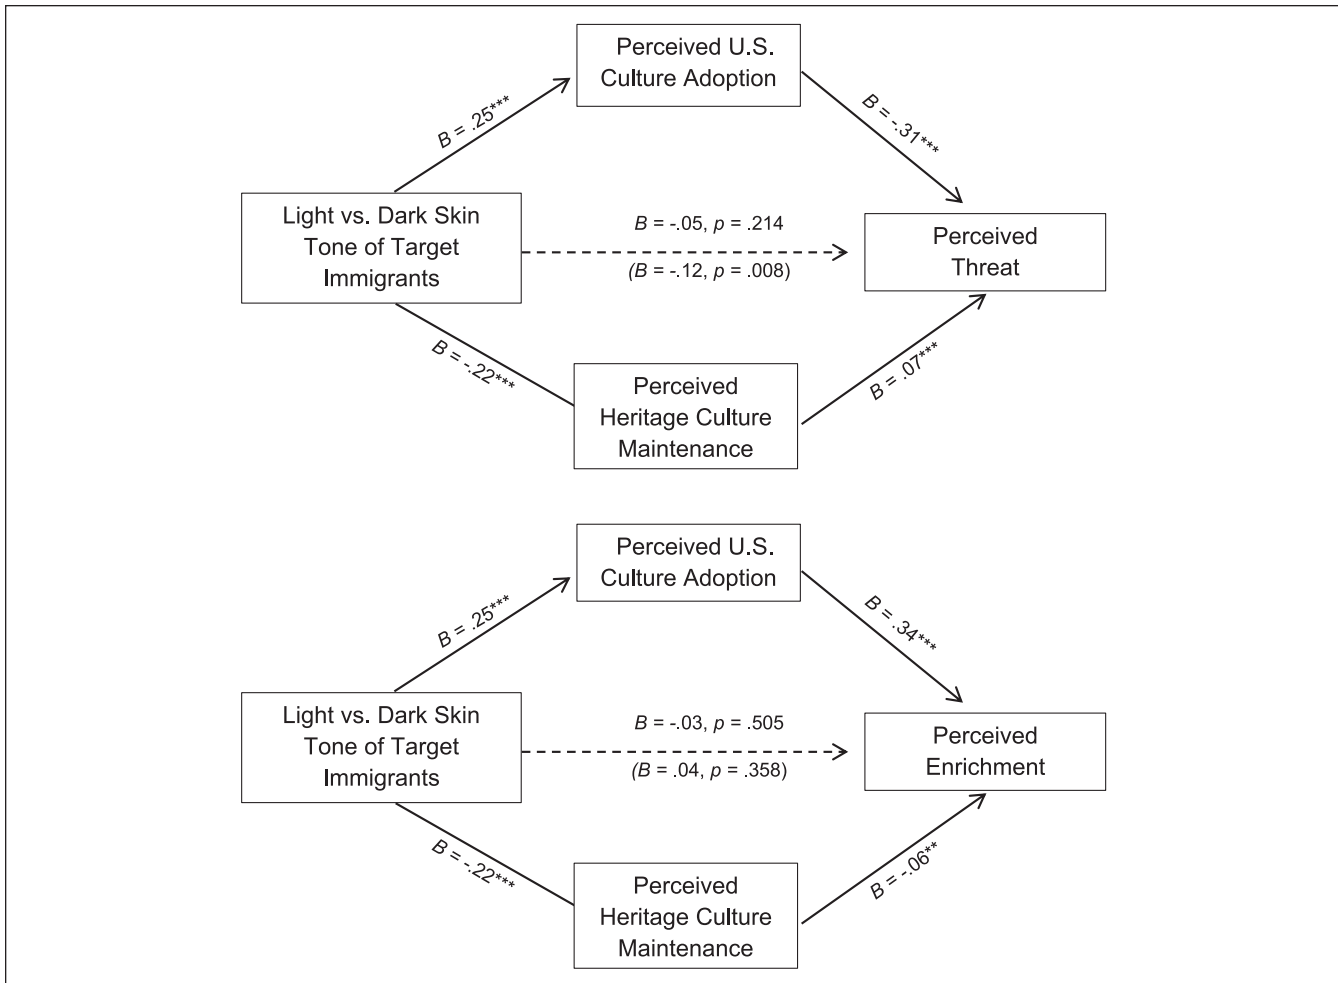 Perceived U.S.
Culture Adoption
B = .25***
B = -.31***
Light vs. Dark Skin
Tone of Target
Immigrants
B = -.05, p = .214
(B = -.12, p = .008)
Perceived
Threat
B = -.22***
B = .07***
Perceived
Heritage Culture
Maintenance
Perceived U.S.
Culture Adoption
B = .25***
B = .34***
Light vs. Dark Skin
Tone of Target
Immigrants
B = -.03, p = .505
(B = .04, p = .358)
Perceived
Enrichment
B = -.22***
B = -.06**
Perceived
Heritage Culture
Maintenance